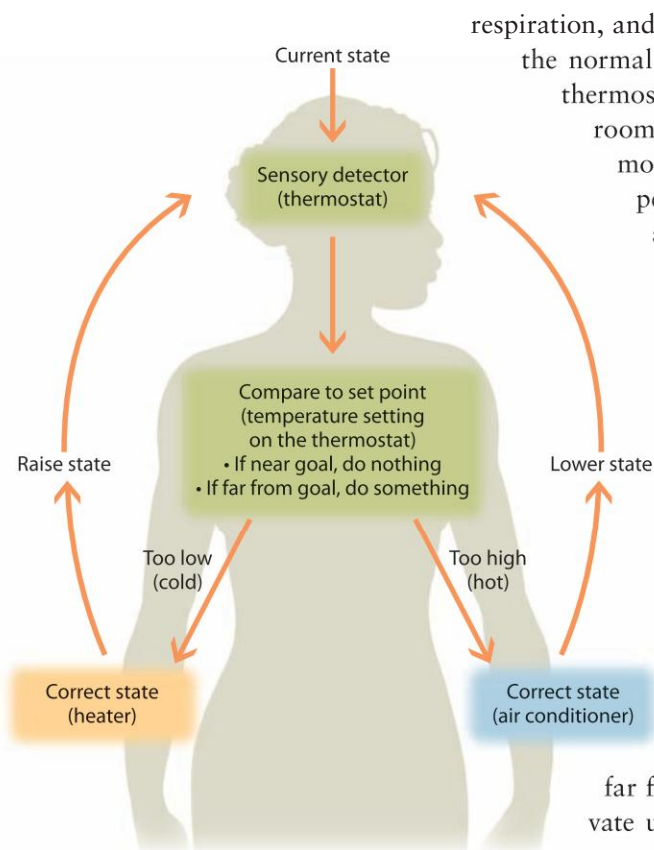 respiration, and
the normal
thermos
room
mo
pe
Current state
Sensory detector
(thermostat)
Compare to set point
(temperature setting
on the thermostat)
• If near goal, do nothing
• If far from goal, do something
Raise state
Lower state
Too low
(cold)
Too high
(hot)
Correct state
(heater)
Correct state
(air conditioner)
far f
vate u